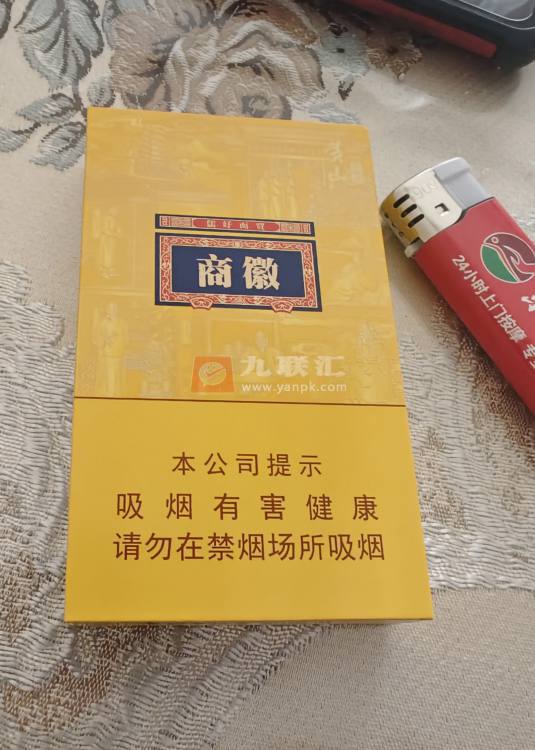 商徽
九联汇
www.yanpk.com
本公司提示
吸烟有害健康
请勿在禁烟场所吸烟
24小时上门按摩